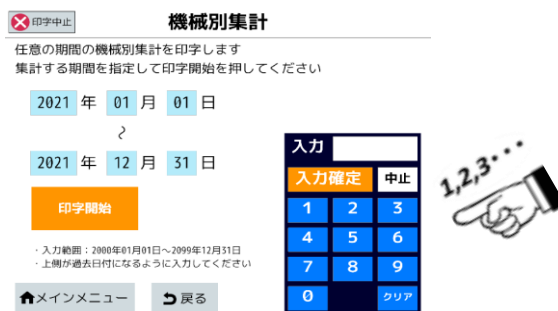 印字中止
機械別集計
任意の期間の機械別集計を印字します
集計する期間を指定して印字開始を押してください
2021 年 01 月 01 日
～
2021 年 12 月 31 日
印字開始
・入力範囲：2000年01月01日～2099年12月31日
・上側が過去日付になるように入力してください
メインメニュー
戻る
入力
入力確定 中止
1 2 3
4 5 6
7 8 9
0 クリア
1,2,3・・・